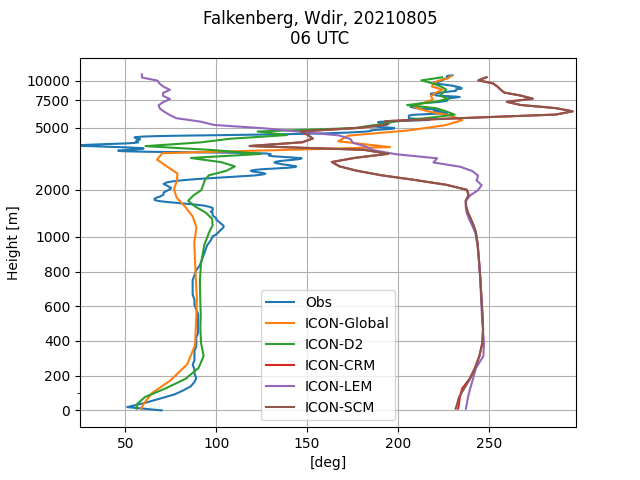 Falkenberg, Wdir, 20210805
06 UTC
Height [m]
10000
7500
5000
2000
1000
800
600
400
200
0
Obs
ICON-Global
ICON-D2
ICON-CRM
ICON-LEM
ICON-SCM
50
100
150
200
250
[deg]